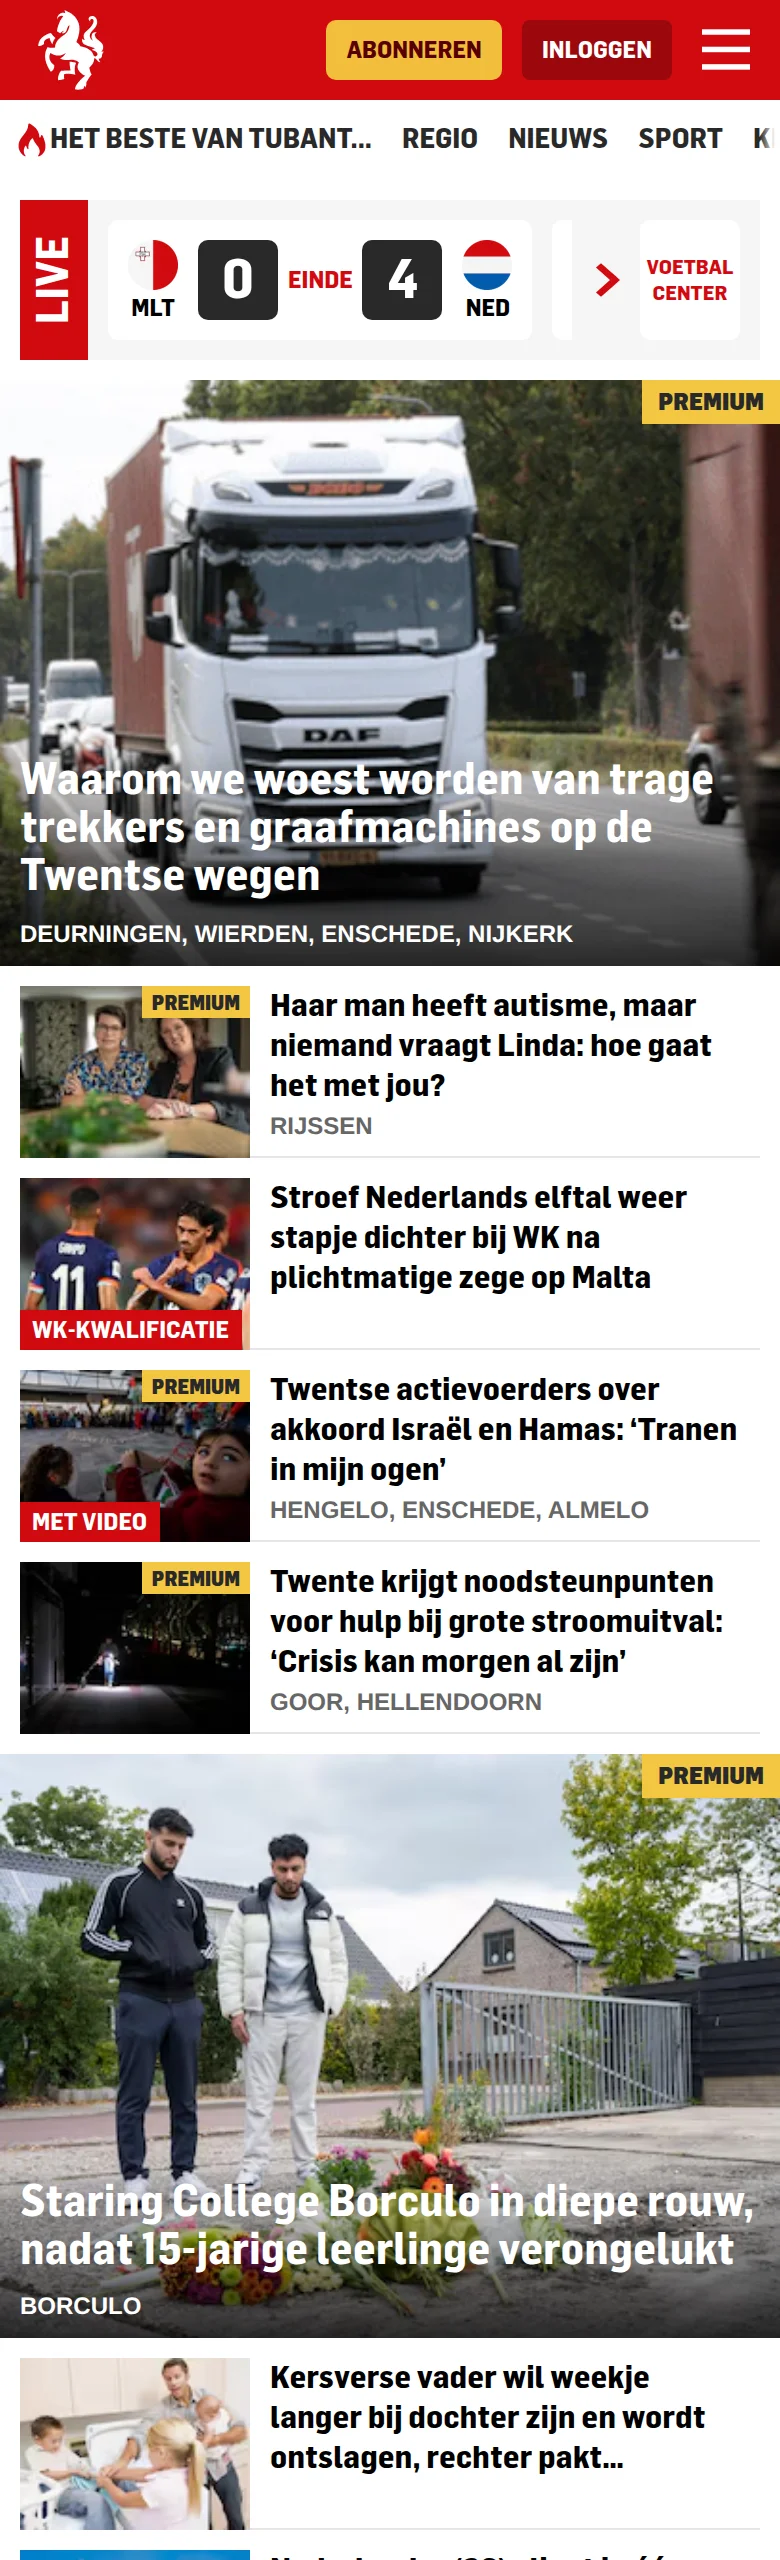 ABONNEREN
INLOGGEN
HET BESTE VAN TUBANT...
REGIO
NIEUWS
SPORT
LIVE
MLT
0
EINDE
4
NED
VOETBAL
CENTER
PREMIUM
DAF
Waarom we woest worden van trage
trekkers en graafmachines op de
Twentse wegen
DEURNINGEN, WIERDEN, ENSCHEDE, NIJKERK
PREMIUM
Haar man heeft autisme, maar
niemand vraagt Linda: hoe gaat
het met jou?
RIJSSEN
11
WK-KWALIFICATIE
Stroef Nederlands elftal weer
stapje dichter bij WK na
plichtmatige zege op Malta
PREMIUM
MET VIDEO
Twentse actievoerders over
akkoord Israël en Hamas: ‘Tranen
in mijn ogen’
HENGELO, ENSCHEDE, ALMELO
PREMIUM
Twente krijgt noodsteunpunten
voor hulp bij grote stroomuitval:
‘Crisis kan morgen al zijn’
GOOR, HELLENDOORN
PREMIUM
Staring College Borculo in diepe rouw,
nadat 15-jarige leerlinge verongelukt
BORCULO
Kersverse vader wil weekje
langer bij dochter zijn en wordt
ontslagen, rechter pakt...